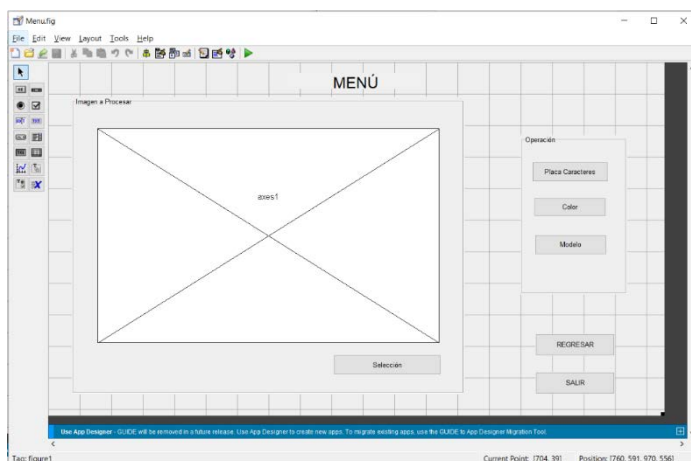 Menu.fig
File Edit View Layout Tools Help
MENÚ
Imagen a Procesar
axes1
Selección
Operación
Placa Caracteres
Color
Modelo
REGRESAR
SALIR
Use App Designer - GUIDE will be removed in a future release. Use App Designer to create new apps. To migrate existing apps, use the GUIDE to App Designer Migration Tool.
Tag: figure1 Current Point: [704, 39] Position: [760, 591, 970, 556]